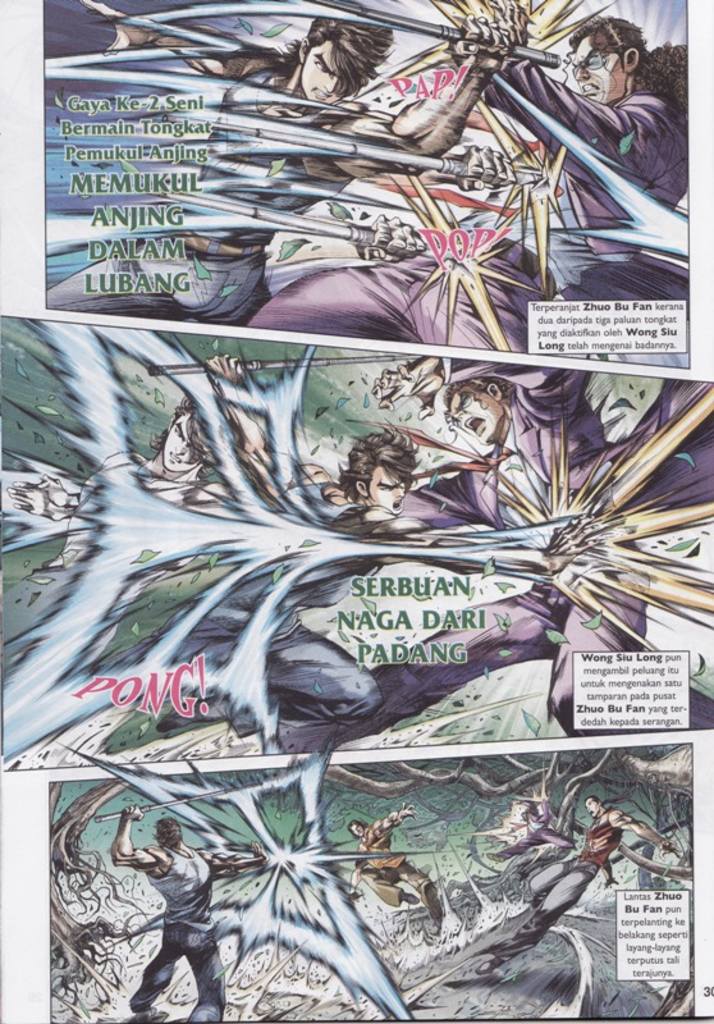 Gaya Ke-2 Seni
Bermain Tongkat
Pemukul Anjing
MEMUKUL
ANJING
DALAM
LUBANG
PAP!
POP!
Terperanjat Zhuo Bu Fan kerana
dua daripada tiga paluan tongkat
yang diaktifkan oleh Wong Siu
Long telah mengenai badannya.
SERBUAN
NAGA DARI
PADANG
PONG!
Wong Siu Long pun
mengambil peluang itu
untuk mengenakan satu
tamparan pada pusat
Zhuo Bu Fan yang ter-
dedah kepada serangan.
Lantas Zhuo
Bu Fan pun
terpelanting ke
belakang seperti
layang-layang
terputus tali
terajunya.
30